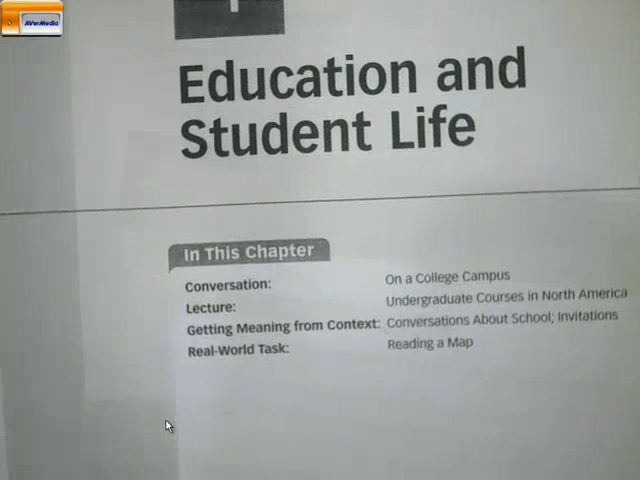 AVerMedia
Education and
Student Life
In This Chapter
Conversation: On a College Campus
Lecture: Undergraduate Courses in North America
Getting Meaning from Context: Conversations About School; Invitations
Real-World Task: Reading a Map